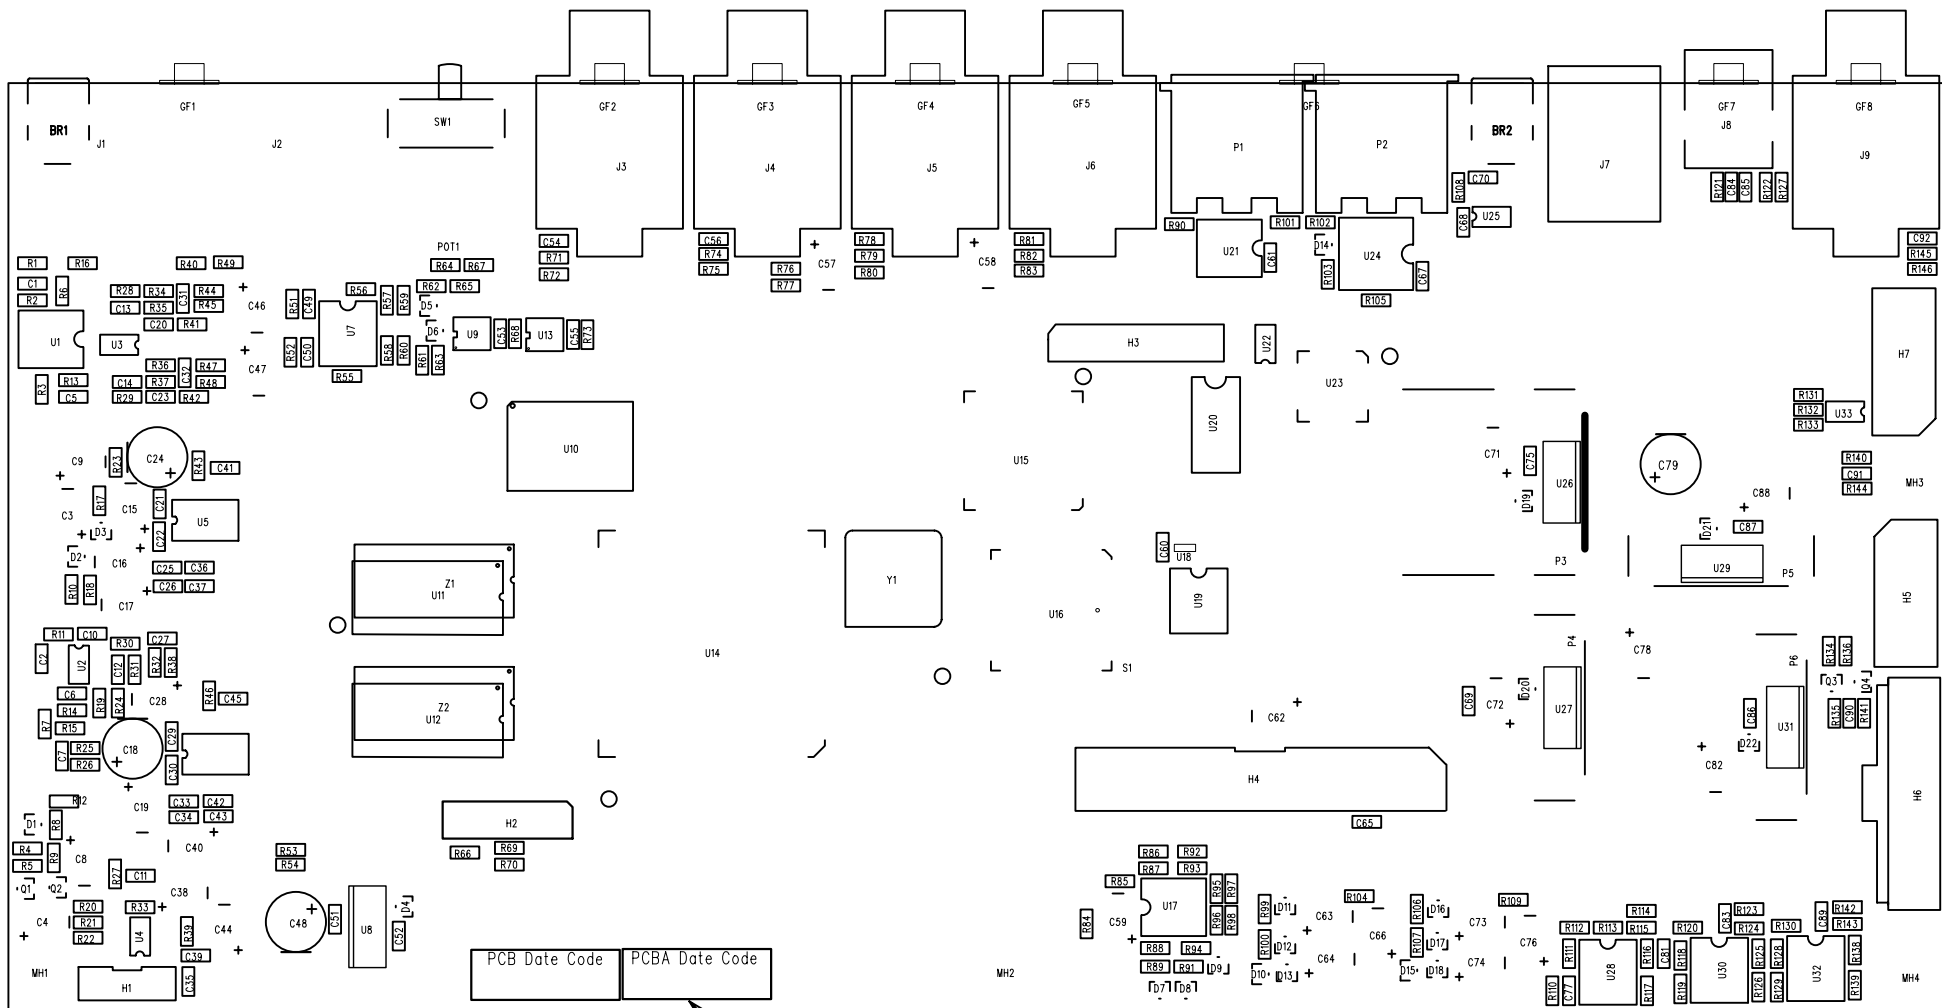 GF1
GF2
GF3
GF4
GF5
GF6
GF7
GF8
BR1
J1
J2
SW1
J3
J4
J5
J6
P1
P2
BR2
J7
J8
J9
R108
C70
R121
C84
C85
R122
R127
C68
U25
R90
R101
R102
U21
C61
D14
R103
U24
C67
R105
C54
R71
R72
C56
R74
R75
R76
R77
C57
R78
R79
R80
C58
R81
R82
R83
C92
R145
R146
POT1
R64
R67
R62
R65
R1
R16
R40
R49
C1
R2
R6
R28
R34
C31
R44
C13
R35
R45
C20
R41
C46
R51
C49
R56
R57
R59
D5
D6
U7
U9
C53
R68
U13
C55
R73
U1
U3
R52
C50
R58
R60
R61
R63
R55
R36
R47
C32
C14
R37
R48
R29
C23
R42
C47
R3
R13
C5
H3
U22
U23
H7
U20
R131
R132
R133
U33
C9
R23
C24
R43
C41
U10
U15
C71
C75
U26
C79
R140
C91
R144
MH3
R17
C15
C21
C3
D3
U5
C22
D19
C88
D21
C87
D2
C16
C25
C36
C26
C37
R10
R18
C17
Z1
U11
Y1
C60
U18
U19
U16
P3
U29
P5
H5
R11
C10
R30
C27
C2
U2
C12
R31
R32
R38
U14
S1
P4
C78
P6
R134
R136
C6
R14
R19
R24
C28
R46
C45
Z2
U12
C62
C69
C72
D20
U27
C86
D22
U31
Q3
Q4
R135
C90
R141
R7
R15
C7
R25
R26
C18
C29
C30
H4
C82
H6
R12
C19
C33
C42
C34
C43
D1
R8
H2
C65
R4
R5
R9
C8
C40
R53
R54
R66
R69
R70
R86
R92
R87
R93
R27
C11
Q1
Q2
C38
R85
R95
R97
U17
R84
C59
R96
R98
R99
D11
C63
R104
R106
D16
C73
R109
C4
R20
R21
R22
R33
U4
R39
C44
C39
C48
C51
U8
D4
C52
R100
D12
C64
C66
R107
D17
C74
C76
R88
R94
R89
R91
D9
D10
D13
D15
D18
D7
D8
R112
R113
R114
R115
R120
C83
R123
R124
R130
C89
R142
R143
R111
U28
R116
C81
R118
U30
R125
R128
U32
R138
R110
C77
R117
R119
R126
R129
R139
MH1
H1
C35
PCB Date Code
PCBA Date Code
MH2
MH4